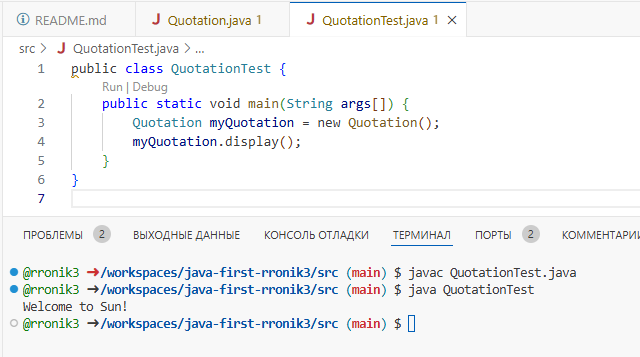 README.md
J Quotation.java 1
J QuotationTest.java 1 ×
src > J QuotationTest.java > ...
1 public class QuotationTest {
Run | Debug
2 public static void main(String args[]) {
3 Quotation myQuotation = new Quotation();
4 myQuotation.display();
5 }
6 }
7
ПРОБЛЕМЫ 2 ВЫХОДНЫЕ ДАННЫЕ КОНСОЛЬ ОТЛАДКИ ТЕРМИНАЛ ПОРТЫ 2 КОММЕНТАРИИ
@rronik3 ➜/workspaces/java-first-rronik3/src (main) $ javac QuotationTest.java
@rronik3 ➜/workspaces/java-first-rronik3/src (main) $ java QuotationTest
Welcome to Sun!
@rronik3 ➜/workspaces/java-first-rronik3/src (main) $